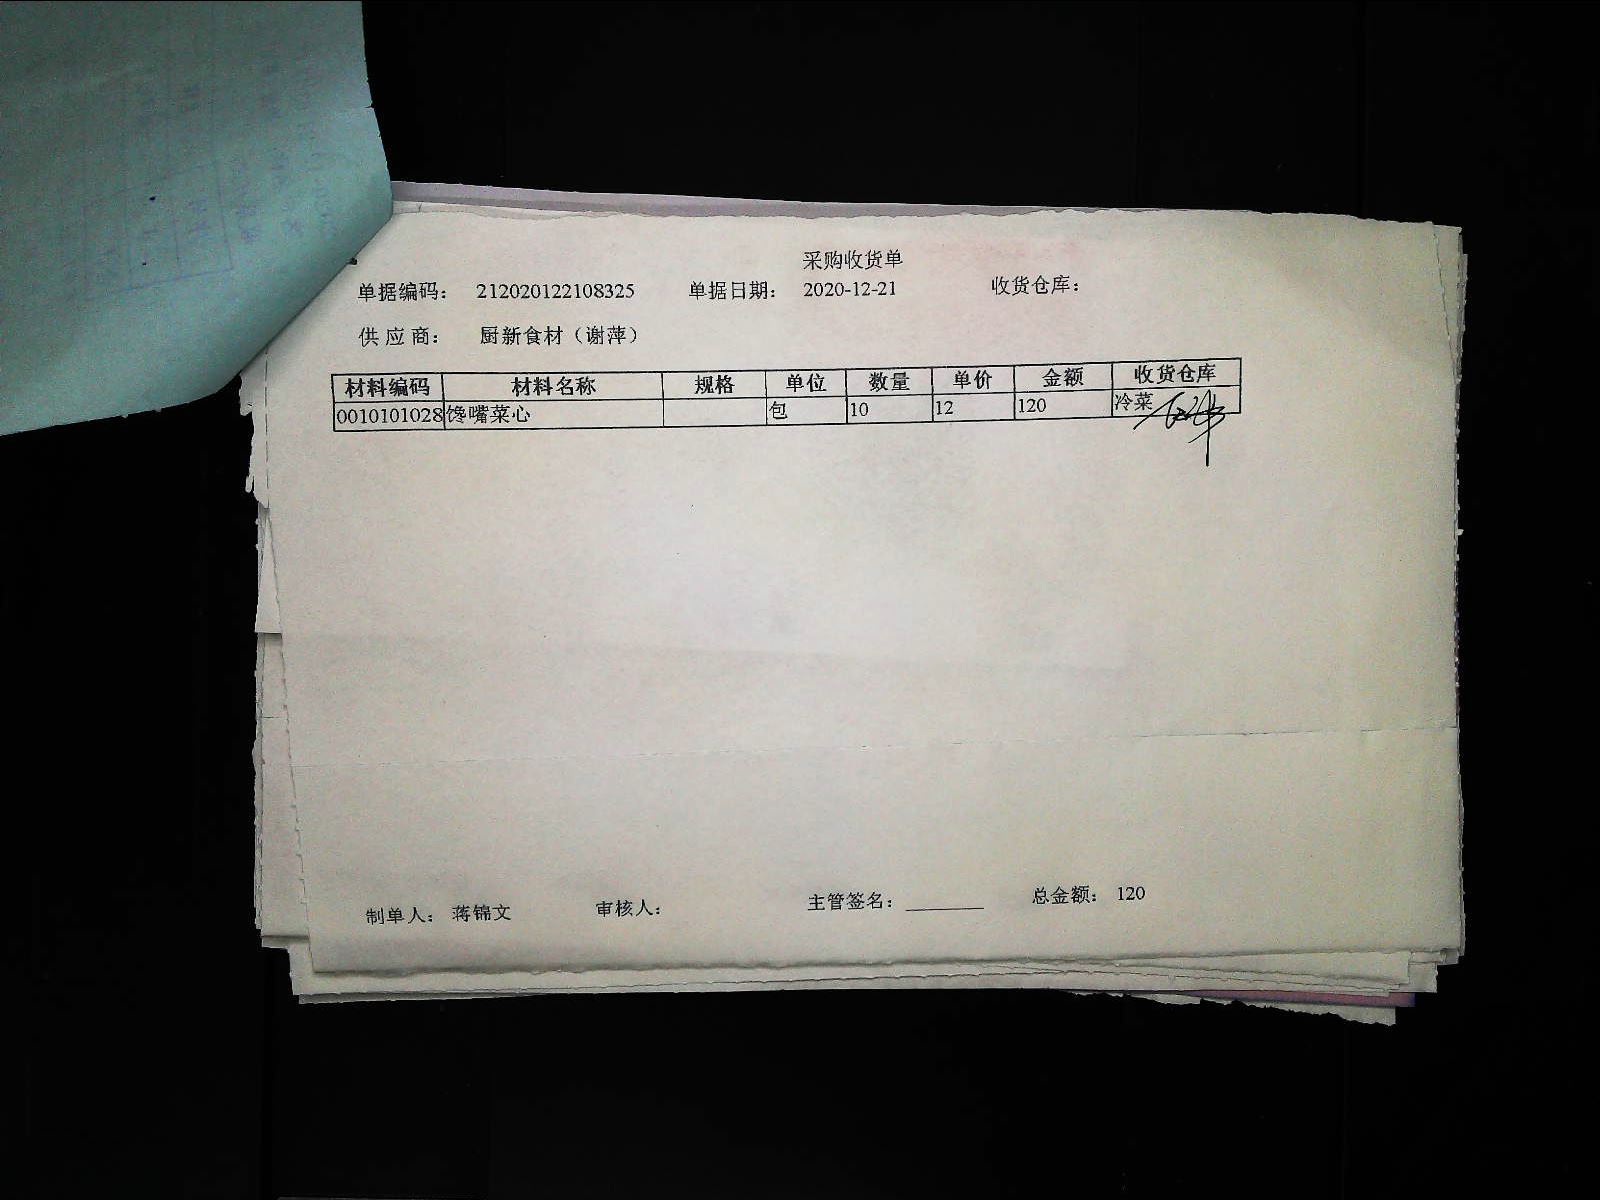 采购收货单
单据编码： 212020122108325 单据日期： 2020-12-21 收货仓库：
供应商： 厨新食材（谢萍）
材料编码 材料名称 规格 单位 数量 单价 金额 收货仓库
0010101028 馋嘴菜心 包 10 12 120 冷菜
制单人： 蒋锦文 审核人： 主管签名： ________ 总金额： 120